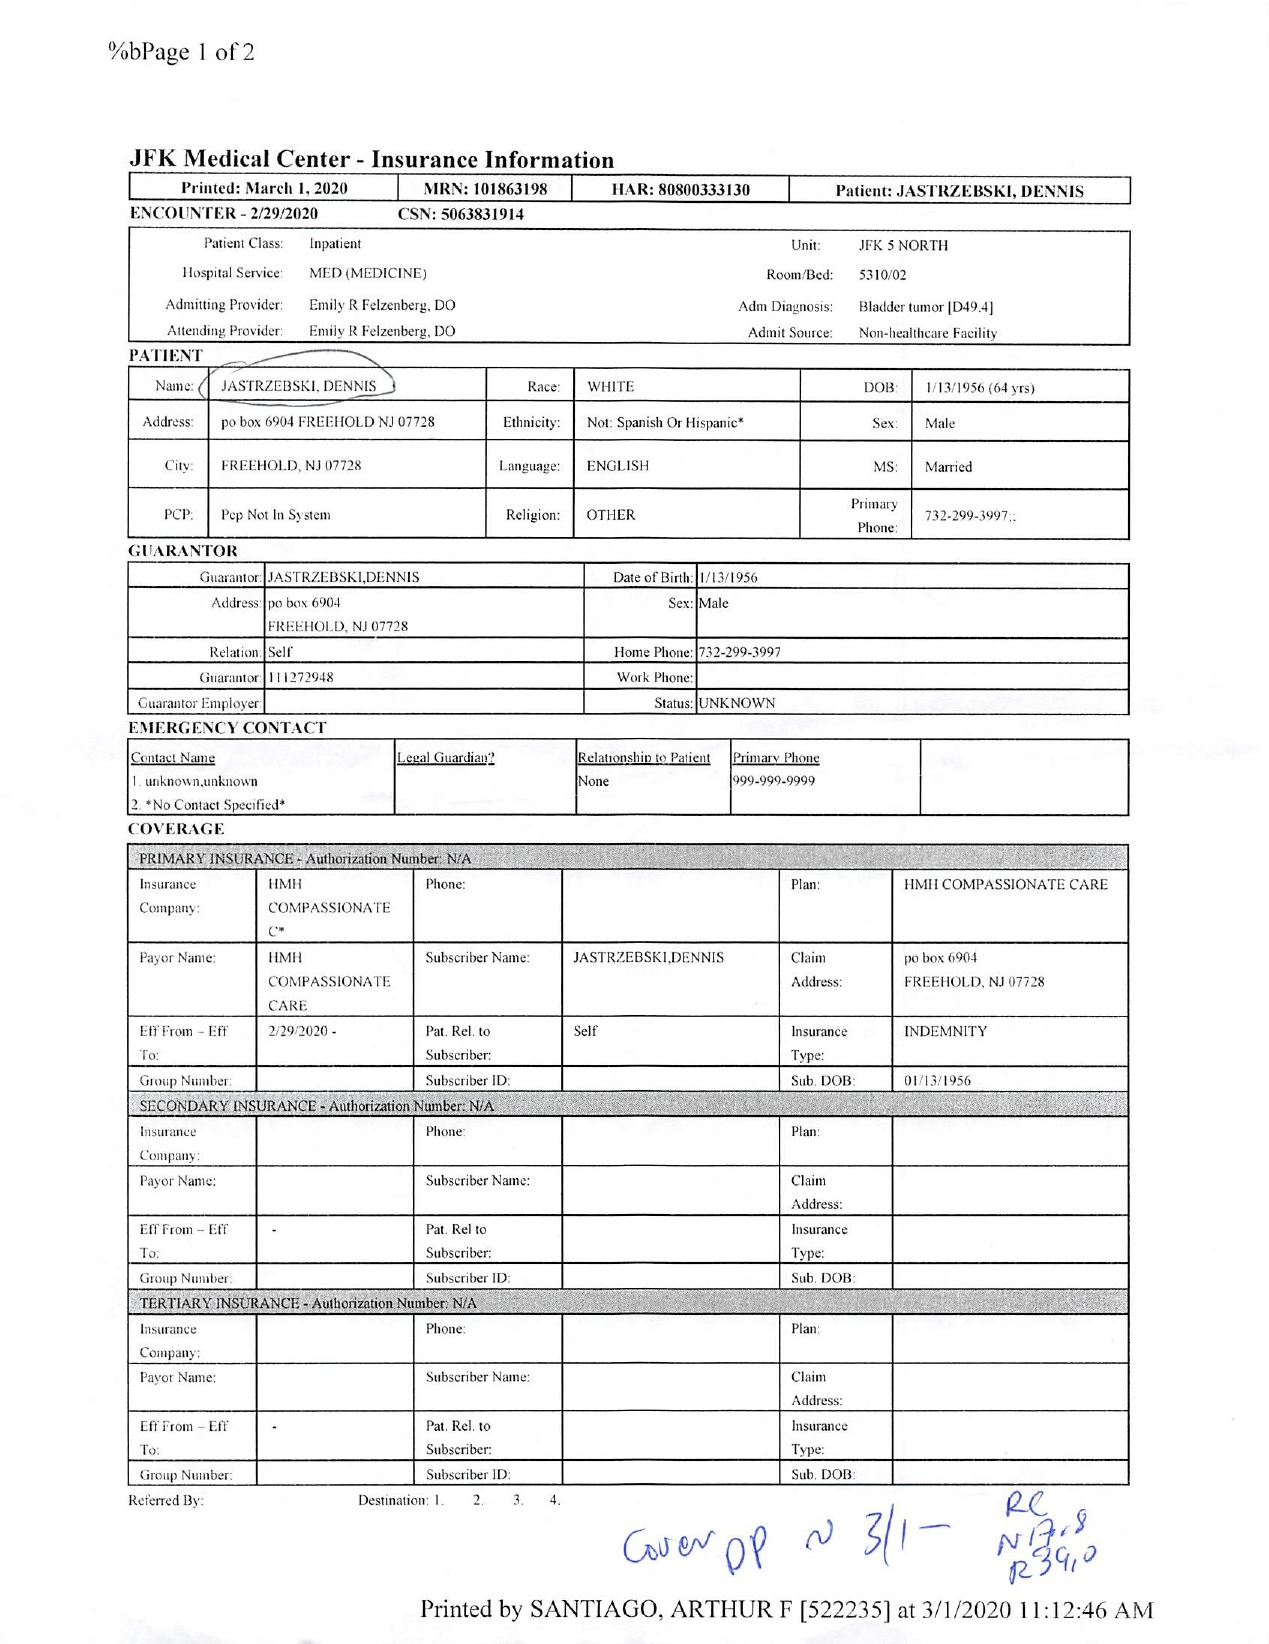 %bPage 1 of 2
JFK Medical Center - Insurance Information
Printed: March 1, 2020 MRN: 101863198 HAR: 80800333130 Patient: JASTRZEBSKI, DENNIS
ENCOUNTER - 2/29/2020 CSN: 5063831914
Patient Class: Inpatient Unit: JFK 5 NORTH
Hospital Service: MED (MEDICINE) Room/Bed: 5310/02
Admitting Provider: Emily R Felzenberg, DO Adm Diagnosis: Bladder tumor [D49.4]
Attending Provider: Emily R Felzenberg, DO Admit Source: Non-healthcare Facility
PATIENT
Name: JASTRZEBSKI, DENNIS Race: WHITE DOB: 1/13/1956 (64 yrs)
Address: po box 6904 FREEHOLD NJ 07728 Ethnicity: Not: Spanish Or Hispanic* Sex: Male
City: FREEHOLD, NJ 07728 Language: ENGLISH MS: Married
PCP: Pcp Not In System Religion: OTHER Primary Phone: 732-299-3997;;
GUARANTOR
Guarantor: JASTRZEBSKI,DENNIS Date of Birth: 1/13/1956
Address: po box 6904 Sex: Male
FREEHOLD, NJ 07728
Relation: Self Home Phone: 732-299-3997
Guarantor: 111272948 Work Phone:
Guarantor Employer: Status: UNKNOWN
EMERGENCY CONTACT
Contact Name Legal Guardian? Relationship to Patient Primary Phone
1. unknown,unknown None 999-999-9999
2. *No Contact Specified*
COVERAGE
PRIMARY INSURANCE - Authorization Number: N/A
Insurance HMH Phone: Plan: HMH COMPASSIONATE CARE
Company: COMPASSIONATE
C*
Payor Name: HMH Subscriber Name: JASTRZEBSKI,DENNIS Claim po box 6904
COMPASSIONATE Address: FREEHOLD, NJ 07728
CARE
Eff From – Eff 2/29/2020 - Pat. Rel. to Self Insurance INDEMNITY
To: Subscriber: Type:
Group Number: Subscriber ID: Sub. DOB: 01/13/1956
SECONDARY INSURANCE - Authorization Number: N/A
Insurance Phone: Plan:
Company:
Payor Name: Subscriber Name: Claim
Address:
Eff From – Eff - Pat. Rel to Insurance
To: Subscriber: Type:
Group Number: Subscriber ID: Sub. DOB:
TERTIARY INSURANCE - Authorization Number: N/A
Insurance Phone: Plan:
Company:
Payor Name: Subscriber Name: Claim
Address:
Eff From – Eff - Pat. Rel. to Insurance
To: Subscriber: Type:
Group Number: Subscriber ID: Sub. DOB:
Referred By: Destination: 1. 2. 3. 4.
Cover 3/1 -
RC
N17.8
R39.0
Printed by SANTIAGO, ARTHUR F [522235] at 3/1/2020 11:12:46 AM